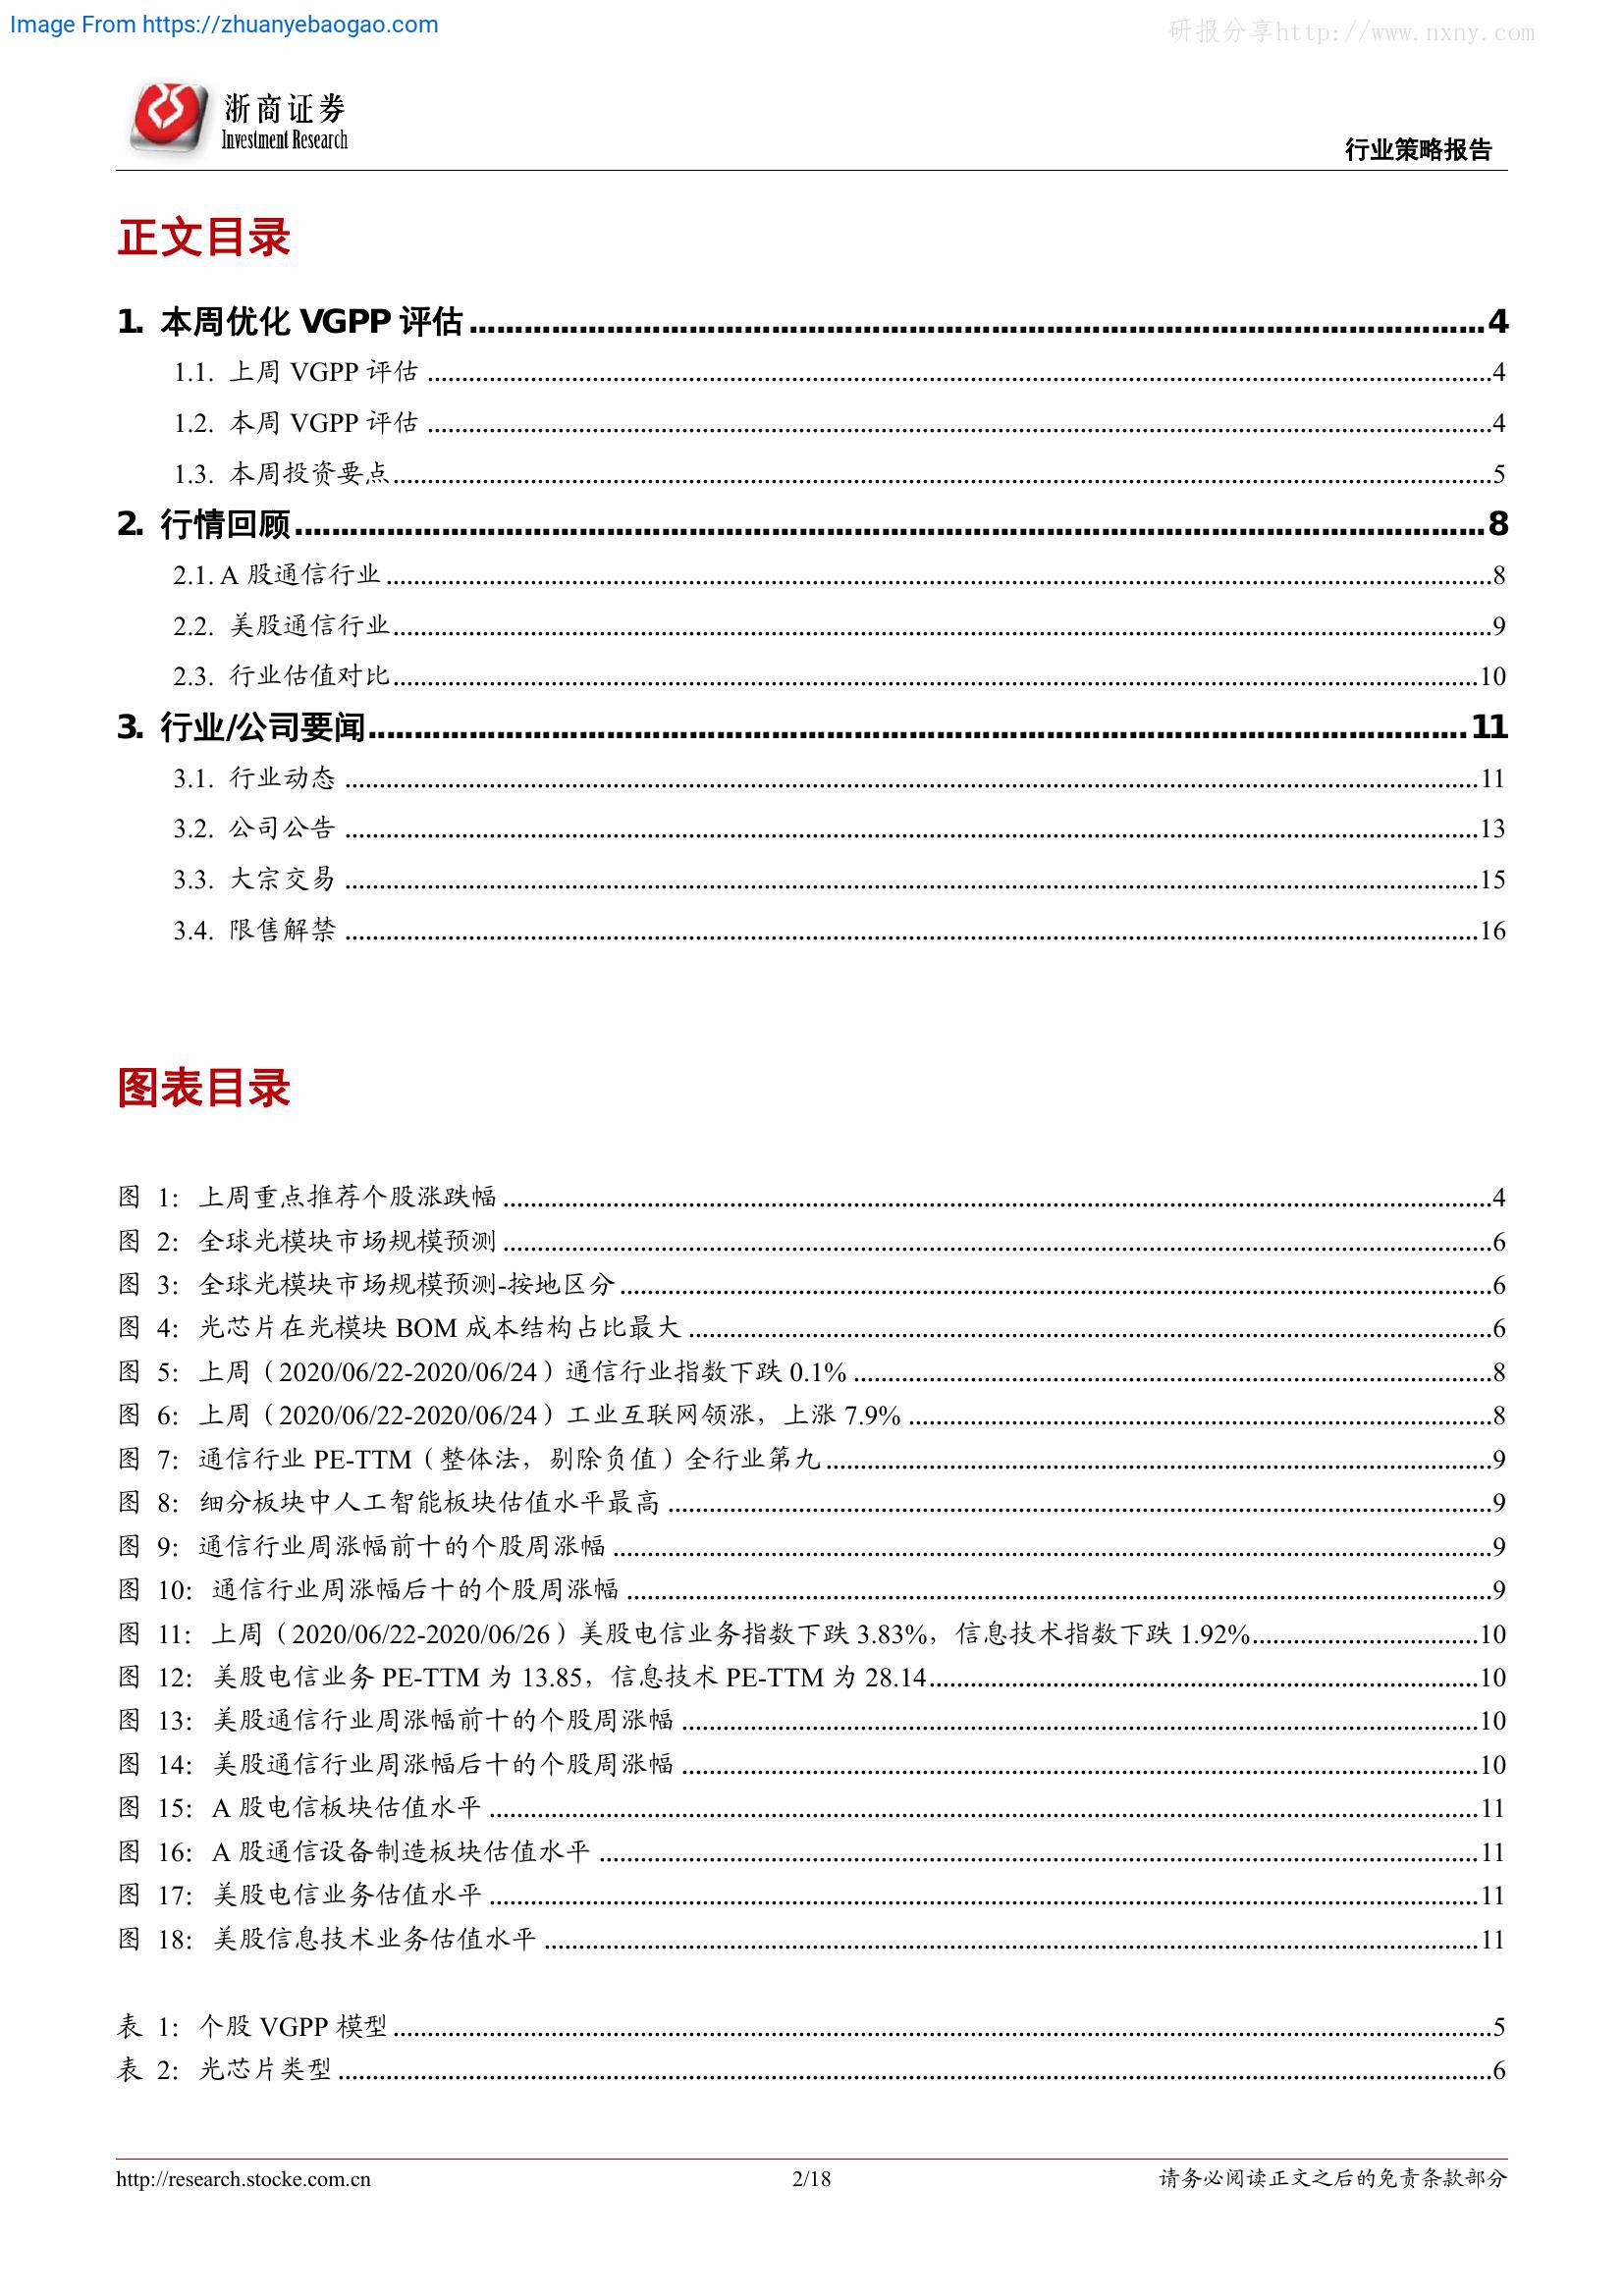 Image From https://zhuanyebaogao.com
研报分享http://www.nxny.com
浙商证券
Investment Research
行业策略报告
正文目录
1. 本周优化 VGPP 评估 4
1.1. 上周 VGPP 评估 4
1.2. 本周 VGPP 评估 4
1.3. 本周投资要点 5
2. 行情回顾 8
2.1. A 股通信行业 8
2.2. 美股通信行业 9
2.3. 行业估值对比 10
3. 行业/公司要闻 11
3.1. 行业动态 11
3.2. 公司公告 13
3.3. 大宗交易 15
3.4. 限售解禁 16
图表目录
图 1：上周重点推荐个股涨跌幅 4
图 2：全球光模块市场规模预测 6
图 3：全球光模块市场规模预测-按地区分 6
图 4：光芯片在光模块 BOM 成本结构占比最大 6
图 5：上周（2020/06/22-2020/06/24）通信行业指数下跌 0.1% 8
图 6：上周（2020/06/22-2020/06/24）工业互联网领涨，上涨 7.9% 8
图 7：通信行业 PE-TTM（整体法，剔除负值）全行业第九 9
图 8：细分板块中人工智能板块估值水平最高 9
图 9：通信行业周涨幅前十的个股周涨幅 9
图 10：通信行业周涨幅后十的个股周涨幅 9
图 11：上周（2020/06/22-2020/06/26）美股电信业务指数下跌 3.83%，信息技术指数下跌 1.92% 10
图 12：美股电信业务 PE-TTM 为 13.85，信息技术 PE-TTM 为 28.14 10
图 13：美股通信行业周涨幅前十的个股周涨幅 10
图 14：美股通信行业周涨幅后十的个股周涨幅 10
图 15：A 股电信板块估值水平 11
图 16：A 股通信设备制造板块估值水平 11
图 17：美股电信业务估值水平 11
图 18：美股信息技术业务估值水平 11
表 1：个股 VGPP 模型 5
表 2：光芯片类型 6
http://research.stocke.com.cn 2/18 请务必阅读正文之后的免责条款部分